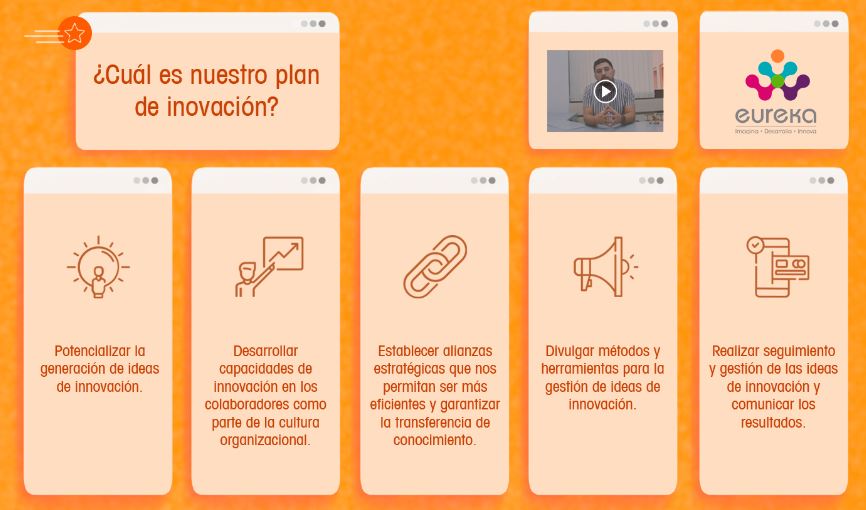 ¿Cuál es nuestro plan
de inovación?
eureka
Imagina • Desarrolla • Innova
Potencializar la
generación de ideas
de innovación.
Desarrollar
capacidades de
innovación en los
colaboradores como
parte de la cultura
organizacional.
Establecer alianzas
estratégicas que nos
permitan ser más
eficientes y garantizar
la transferencia de
conocimiento.
Divulgar métodos y
herramientas para la
gestión de ideas de
innovación.
Realizar seguimiento
y gestión de las ideas
de innovación y
comunicar los
resultados.